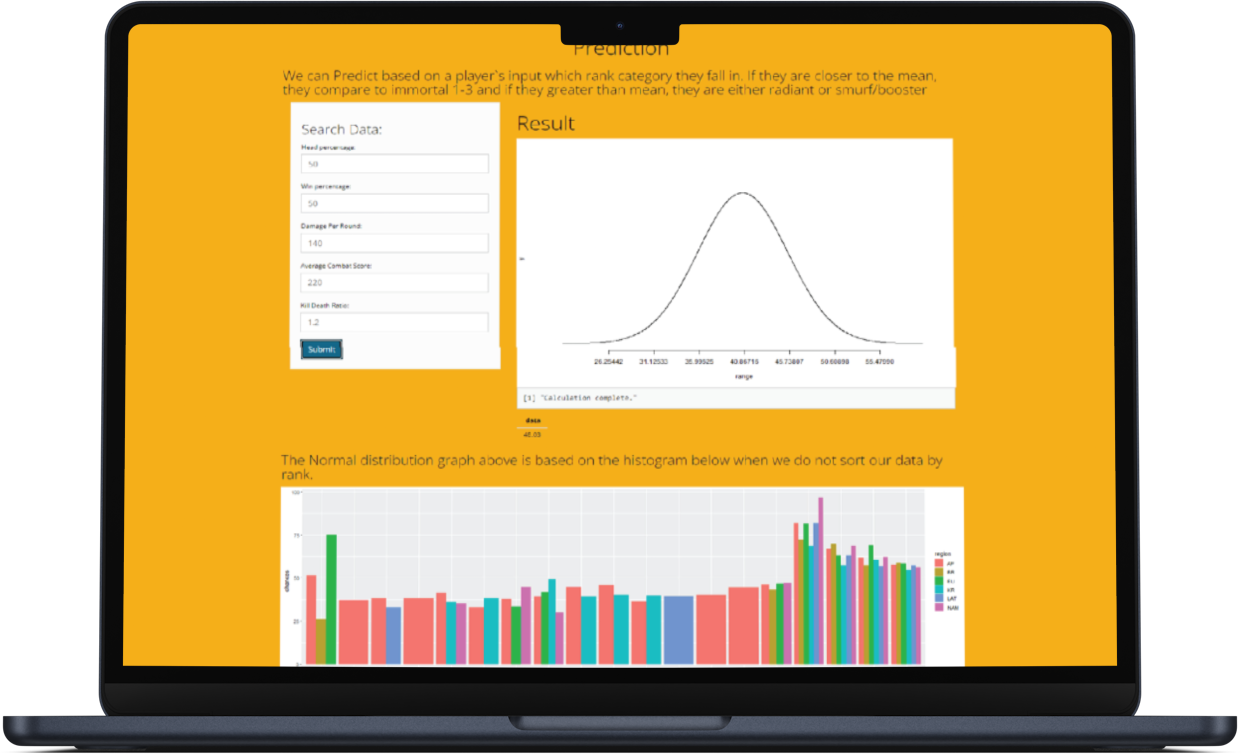 Prediction
We can Predict based on a player's input which rank category they fall in. If they are closer to the mean,
they compare to immortal 1-3 and if they greater than mean, they are either radiant or smurf/booster
Search Data:
Head percentage:
50
Win percentage:
50
Damage Per Round:
140
Average Combat Score:
220
Kill Death Ratio:
1.2
Submit
Result
26.25442 31.12533 35.99625 40.86716 45.73807 50.60898 55.47990
range
[1] "Calculation complete."
data
The Normal distribution graph above is based on the histogram below when we do not sort our data by
rank.
100
75
50
25
0
chances
region
AP
BR
EU
KR
LAT
NAM